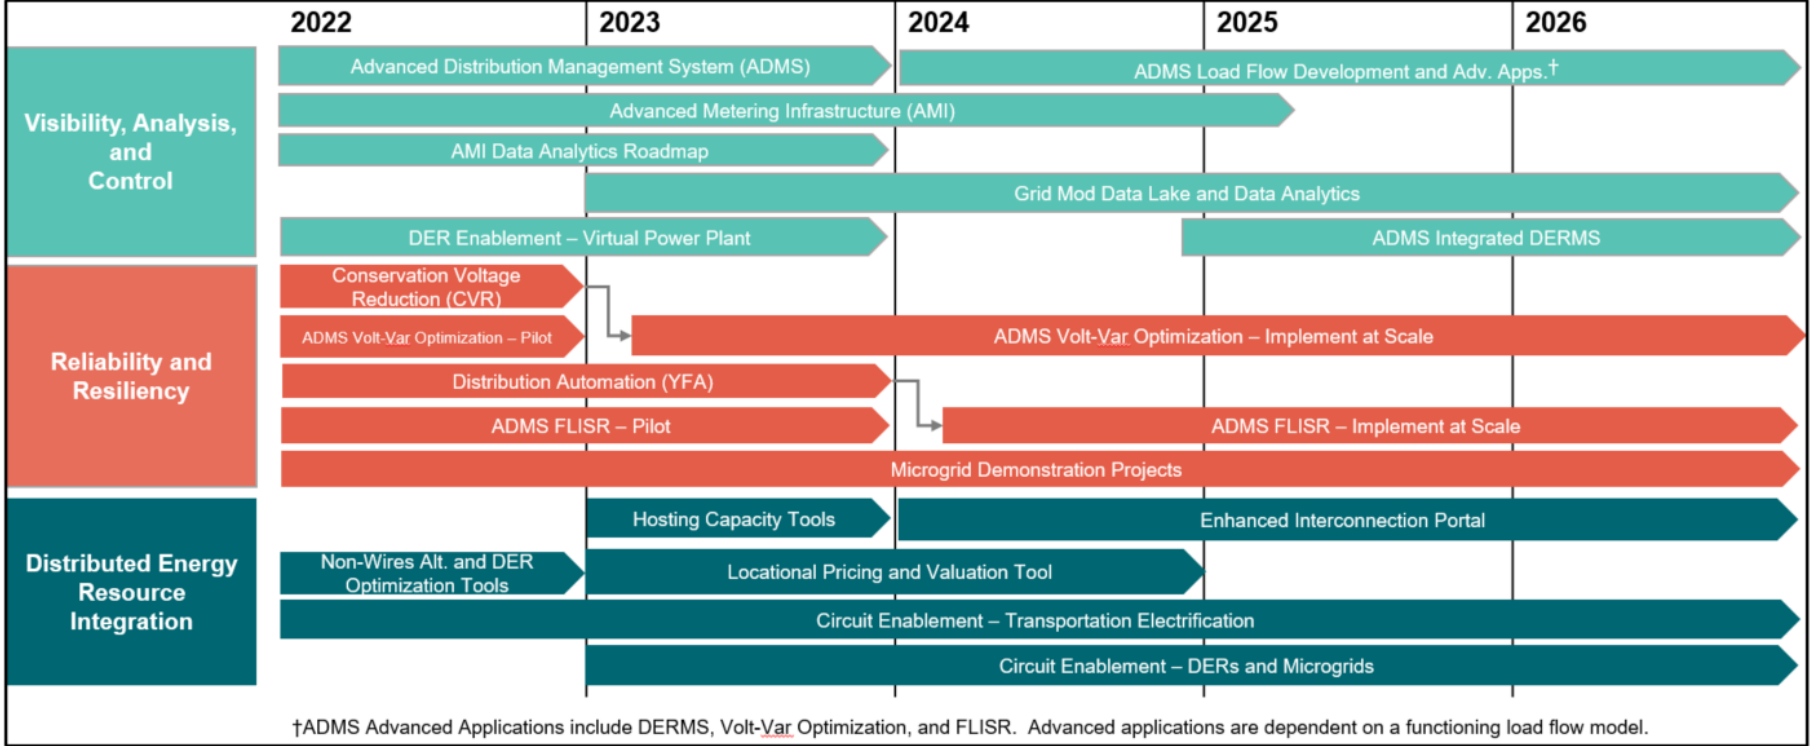 2022
2023
2024
2025
2026
Visibility, Analysis,
and
Control
Advanced Distribution Management System (ADMS)
ADMS Load Flow Development and Adv. Apps.†
Advanced Metering Infrastructure (AMI)
AMI Data Analytics Roadmap
Grid Mod Data Lake and Data Analytics
DER Enablement – Virtual Power Plant
ADMS Integrated DERMS
Reliability and
Resiliency
Conservation Voltage
Reduction (CVR)
ADMS Volt-Var Optimization – Pilot
ADMS Volt-Var Optimization – Implement at Scale
Distribution Automation (YFA)
ADMS FLISR – Pilot
ADMS FLISR – Implement at Scale
Microgrid Demonstration Projects
Distributed Energy
Resource
Integration
Hosting Capacity Tools
Enhanced Interconnection Portal
Non-Wires Alt. and DER
Optimization Tools
Locational Pricing and Valuation Tool
Circuit Enablement – Transportation Electrification
Circuit Enablement – DERs and Microgrids
†ADMS Advanced Applications include DERMS, Volt-Var Optimization, and FLISR.  Advanced applications are dependent on a functioning load flow model.